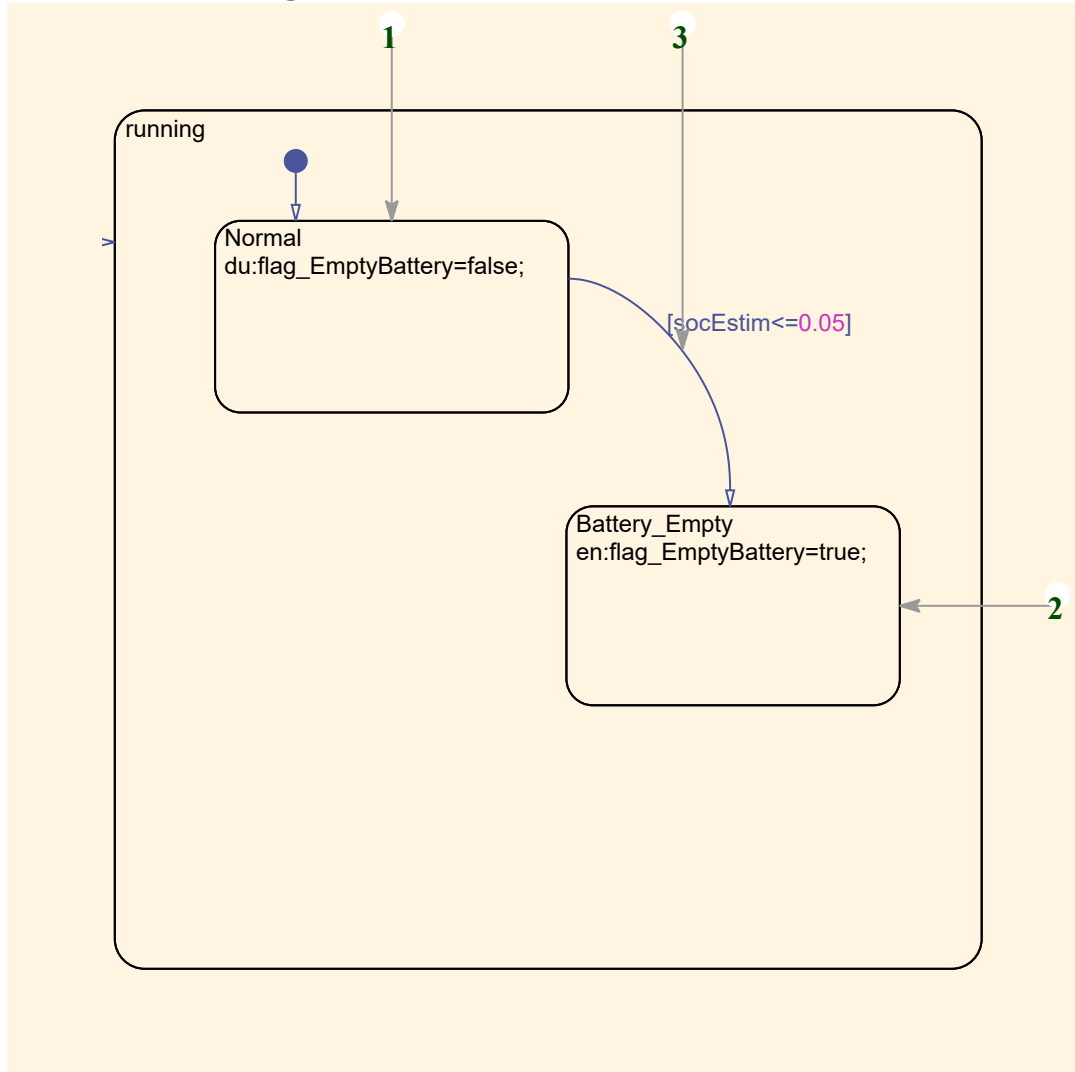 1
3
running
Normal
du:flag_EmptyBattery=false;
[socEstim<=0.05]
Battery_Empty
en:flag_EmptyBattery=true;
2